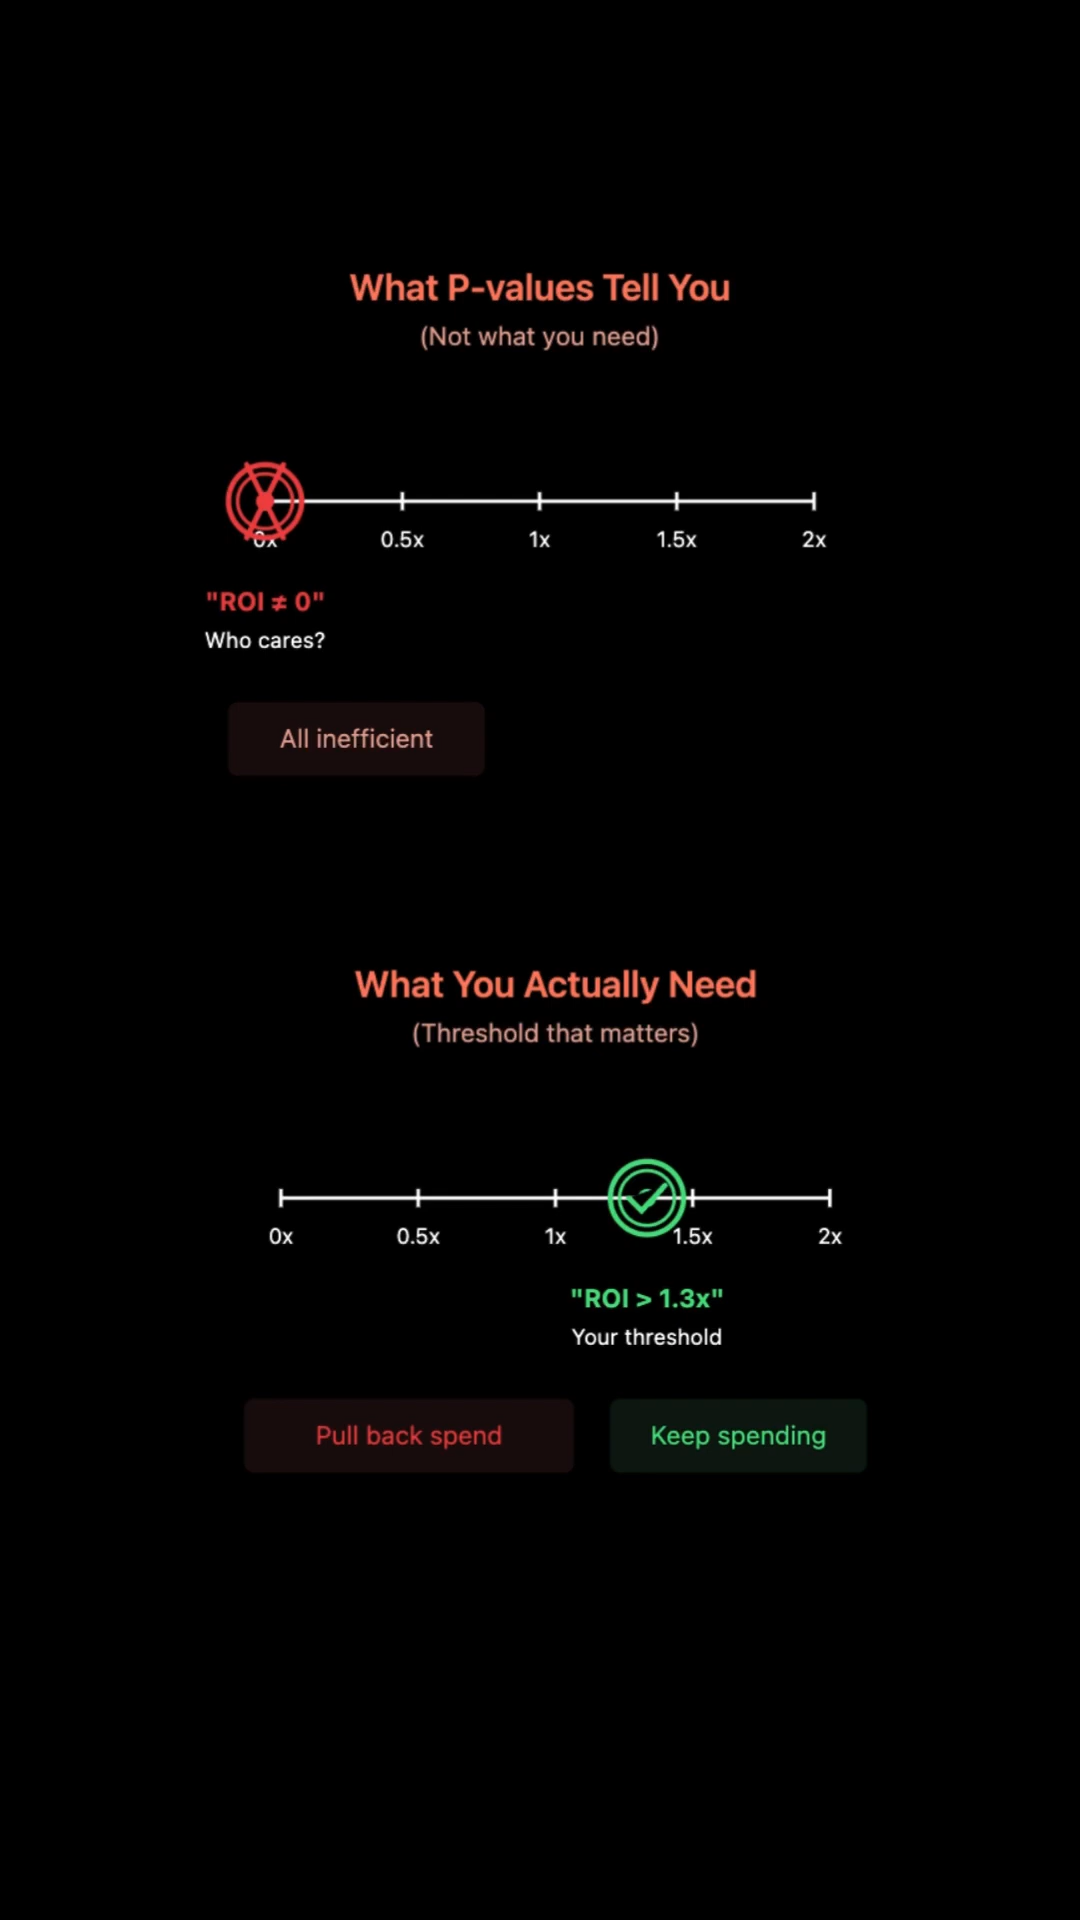 What P-values Tell You
(Not what you need)
0x 0.5x 1x 1.5x 2x
"ROI ≠ 0"
Who cares?
All inefficient
What You Actually Need
(Threshold that matters)
0x 0.5x 1x 1.5x 2x
"ROI > 1.3x"
Your threshold
Pull back spend Keep spending